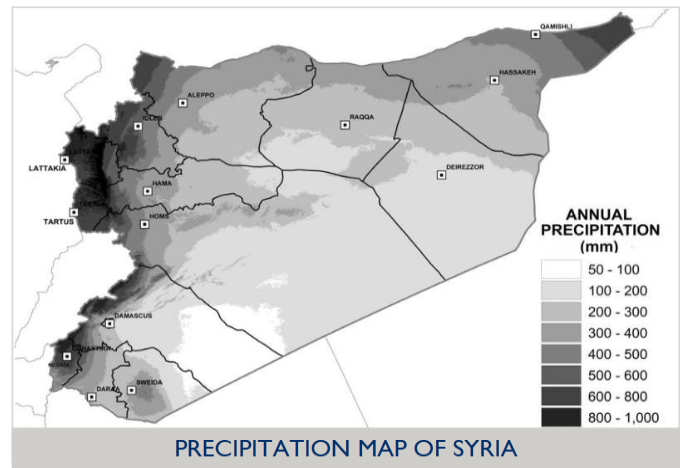 QAMISHLI
HASSAKEH
ALEPPO
IDLEB
RAQQA
LATTAKIA
DEIREZZOR
HAMA
TARTUS
HOMS
ANNUAL
PRECIPITATION
(mm)
50 - 100
100 - 200
200 - 300
300 - 400
400 - 500
500 - 600
600 - 800
800 - 1,000
DAMASCUS
QUNAYTIRA
DARAA
SWEIDA
PRECIPITATION MAP OF SYRIA